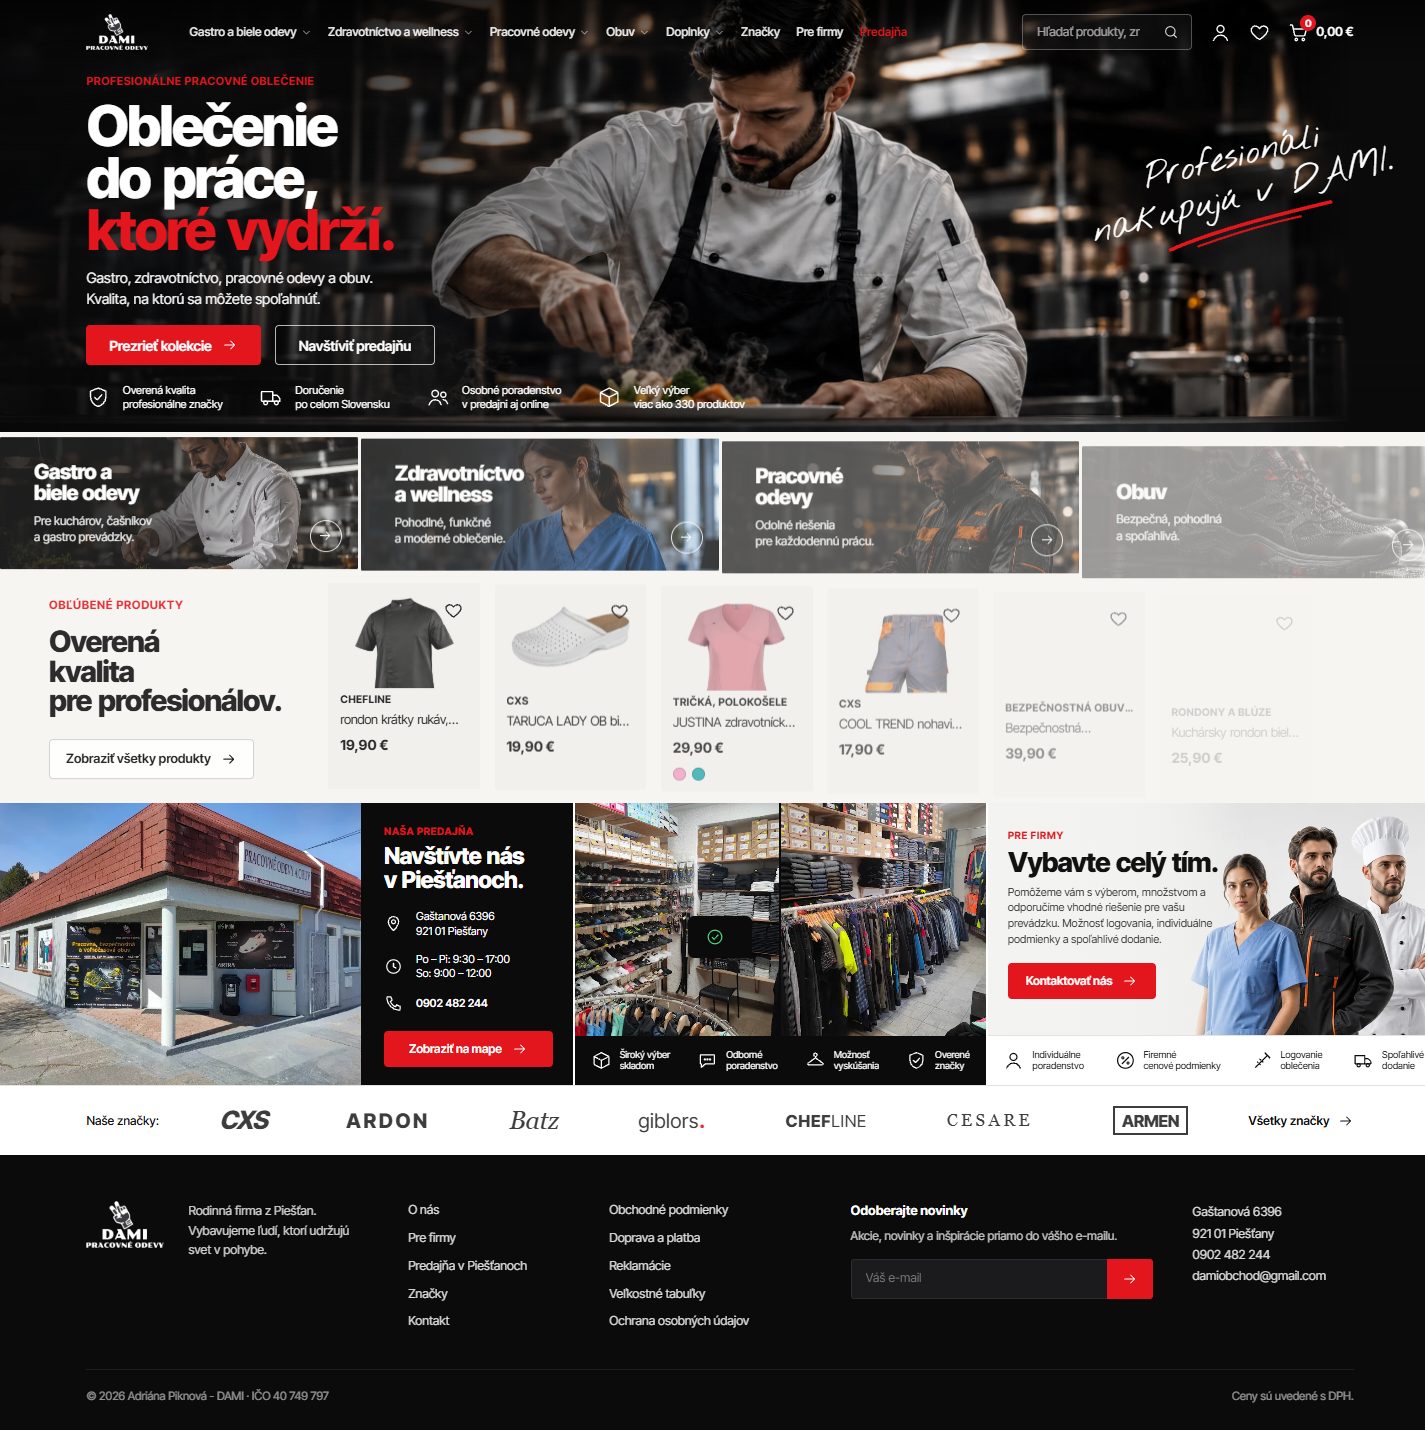 DAMI
PRACOVNÉ ODEVY
Gastro a biele odevy
Zdravotníctvo a wellness
Pracovné odevy
Obuv
Doplnky
Značky
Pre firmy
Predajňa
Hľadať produkty, zr
0
0,00 €
PROFESIONÁLNE PRACOVNÉ OBLEČENIE
Oblečenie
do práce,
ktoré vydrží.
Profesionáli
nakupujú v DAMI.
Gastro, zdravotníctvo, pracovné odevy a obuv.
Kvalita, na ktorú sa môžete spoľahnúť.
Prezrieť kolekcie
Navštíviť predajňu
Overená kvalita
profesionálne značky
Doručenie
po celom Slovensku
Osobné poradenstvo
v predajni aj online
Veľký výber
viac ako 330 produktov
Gastro a
biele odevy
Pre kuchárov, čašníkov
a gastro prevádzky.
Zdravotníctvo
a wellness
Pohodlné, funkčné
a moderné oblečenie.
Pracovné
odevy
Odolné riešenia
pre každodennú prácu.
Obuv
Bezpečná, pohodlná
a spoľahlivá.
OBĽÚBENÉ PRODUKTY
Overená
kvalita
pre profesionálov.
Zobraziť všetky produkty
CHEFLINE
rondon krátky rukáv,...
19,90 €
CXS
TARUCA LADY OB bi...
19,90 €
TRIČKÁ, POLOKOŠELE
JUSTINA zdravotníck...
29,90 €
CXS
COOL TREND nohavi...
17,90 €
BEZPEČNOSTNÁ OBUV...
Bezpečnostná...
39,90 €
RONDONY A BLÚZE
Kuchársky rondon biel...
25,90 €
PRACOVNÉ ODEVY A OBUV
NAŠA PREDAJŇA
Navštívte nás
v Piešťanoch.
Gaštanová 6396
921 01 Piešťany
Po – Pi: 9:30 – 17:00
So: 9:00 – 12:00
0902 482 244
Zobraziť na mape
Široký výber
skladom
Odborné
poradenstvo
Možnosť
vyskúšania
Overené
značky
PRE FIRMY
Vybavte celý tím.
Pomôžeme vám s výberom, množstvom a
odporučíme vhodné riešenie pre vašu
prevádzku. Možnosť logovania, individuálne
podmienky a spoľahlivé dodanie.
Kontaktovať nás
Individuálne
poradenstvo
Firemné
cenové podmienky
Logovanie
oblečenia
Spoľahlivé
dodanie
Naše značky:
CXS
ARDON
Batz
giblors.
CHEFLINE
CESARE
ARMEN
Všetky značky
DAMI
PRACOVNÉ ODEVY
Rodinná firma z Piešťan.
Vybavujeme ľudí, ktorí udržujú
svet v pohybe.
O nás
Pre firmy
Predajňa v Piešťanoch
Značky
Kontakt
Obchodné podmienky
Doprava a platba
Reklamácie
Veľkostné tabuľky
Ochrana osobných údajov
Odoberajte novinky
Akcie, novinky a inšpirácie priamo do vášho e-mailu.
Váš e-mail
Gaštanová 6396
921 01 Piešťany
0902 482 244
damiobchod@gmail.com
© 2026 Adriána Piknová - DAMI · IČO 40 749 797
Ceny sú uvedené s DPH.